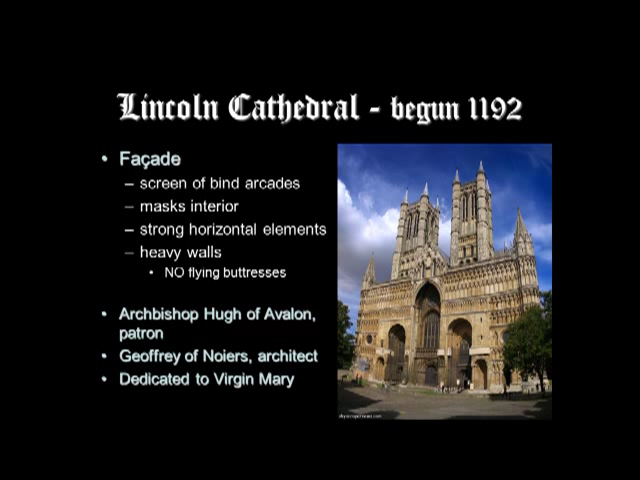 Lincoln Cathedral - begun 1192
• Façade
– screen of bind arcades
– masks interior
– strong horizontal elements
– heavy walls
• NO flying buttresses
• Archbishop Hugh of Avalon,
patron
• Geoffrey of Noiers, architect
• Dedicated to Virgin Mary